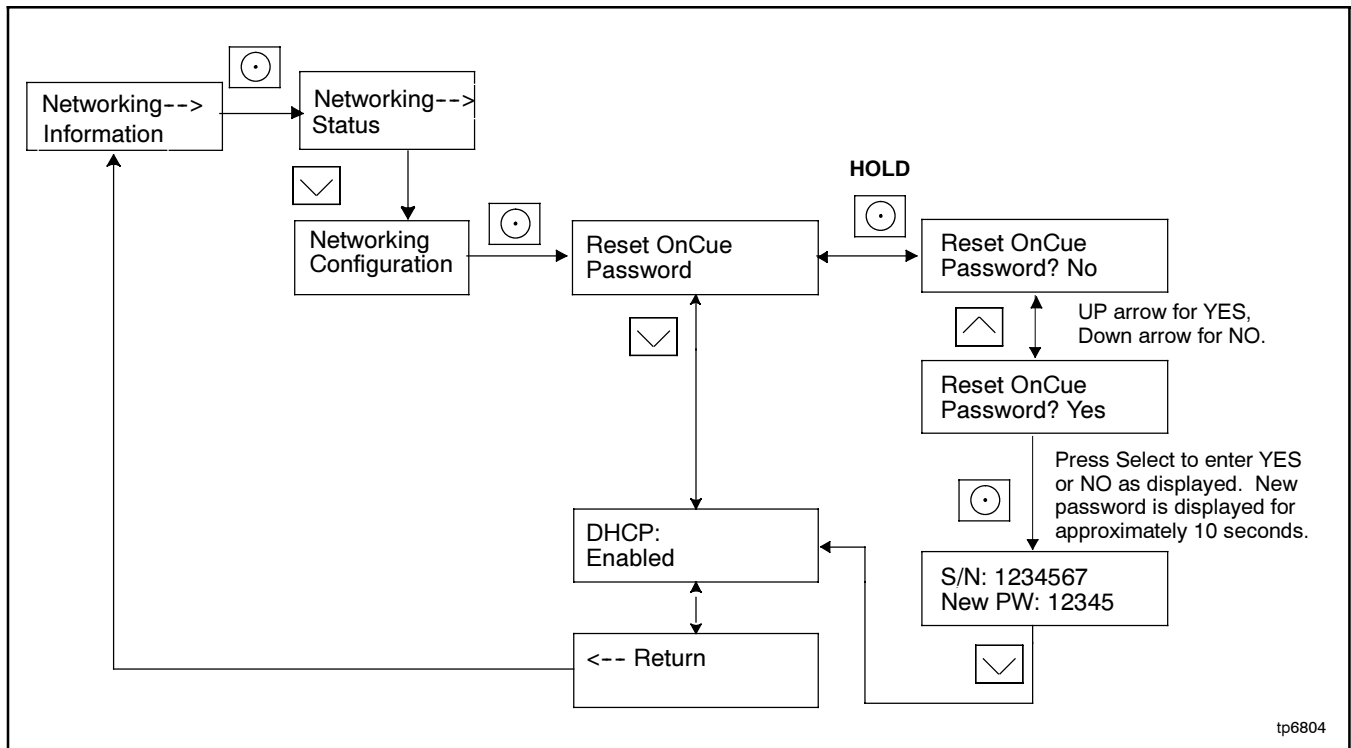 Networking-->
Information
Networking-->
Status
Networking
Configuration
Reset OnCue
Password
HOLD
Reset OnCue
Password? No
UP arrow for YES,
Down arrow for NO.
Reset OnCue
Password? Yes
Press Select to enter YES
or NO as displayed. New
password is displayed for
approximately 10 seconds.
DHCP:
Enabled
S/N: 1234567
New PW: 12345
<-- Return
tp6804